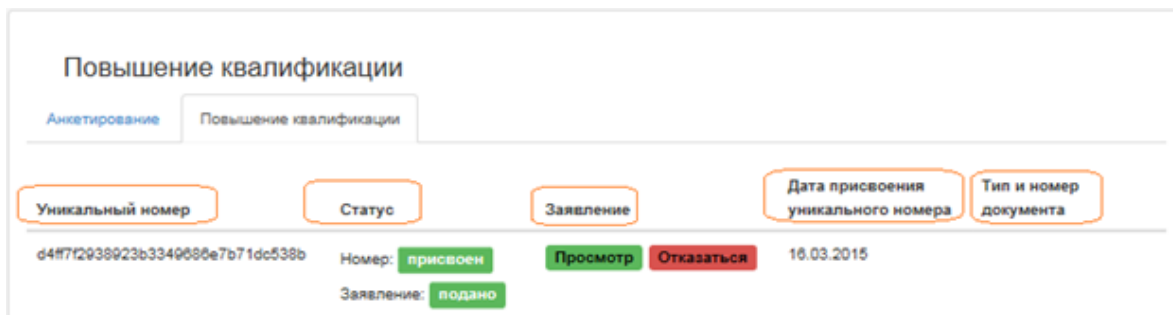 Повышение квалификации
Анкетирование Повышение квалификации
Уникальный номер Статус Заявление Дата присвоения уникального номера Тип и номер документа
d4ff7f2938923b3349686e7b71dc538b Номер: присвоен Просмотр Отказаться 16.03.2015
Заявление: подано